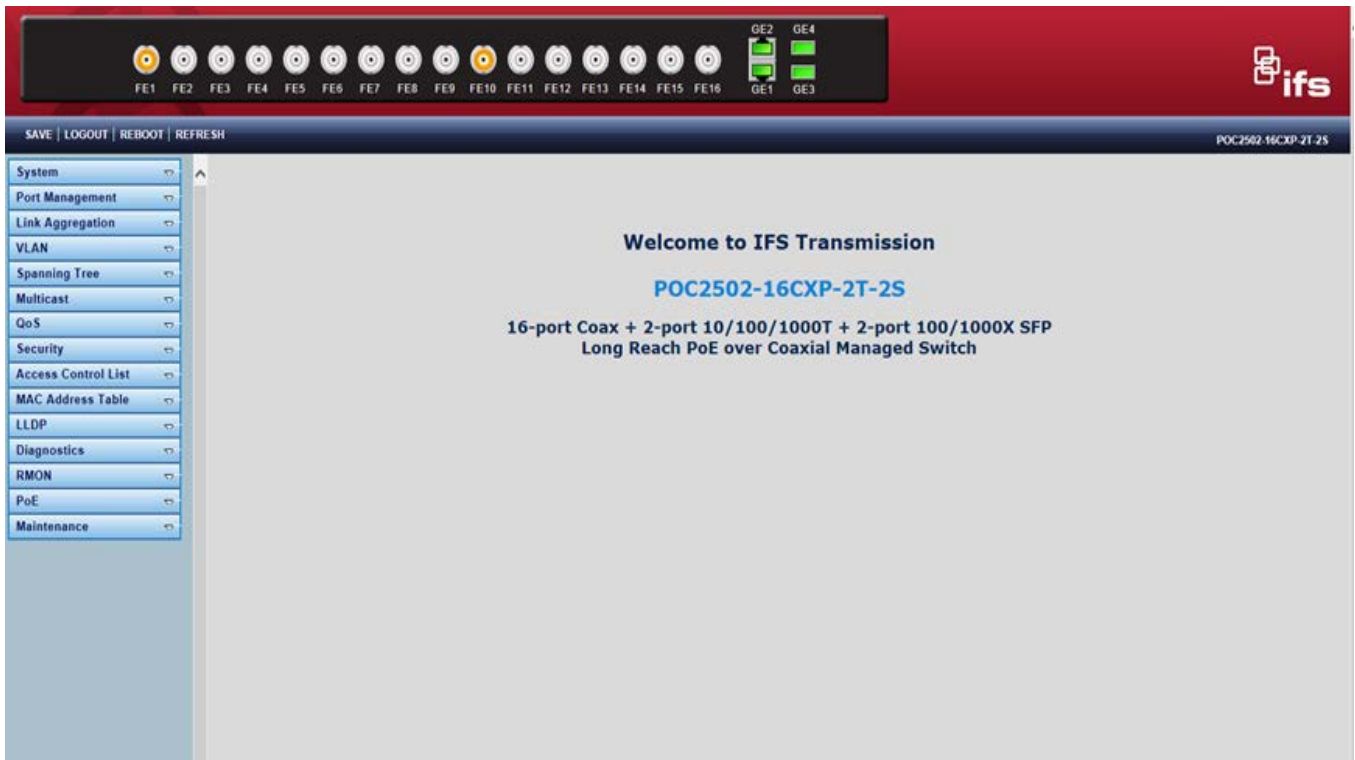 GE2 GE4
FE1 FE2 FE3 FE4 FE5 FE6 FE7 FE8 FE9 FE10 FE11 FE12 FE13 FE14 FE15 FE16 GE1 GE3
ifs
SAVE | LOGOUT | REBOOT | REFRESH
POC2502-16CXP-2T-2S
System
Port Management
Link Aggregation
VLAN
Spanning Tree
Multicast
QoS
Security
Access Control List
MAC Address Table
LLDP
Diagnostics
RMON
PoE
Maintenance
Welcome to IFS Transmission
POC2502-16CXP-2T-2S
16-port Coax + 2-port 10/100/1000T + 2-port 100/1000X SFP
Long Reach PoE over Coaxial Managed Switch